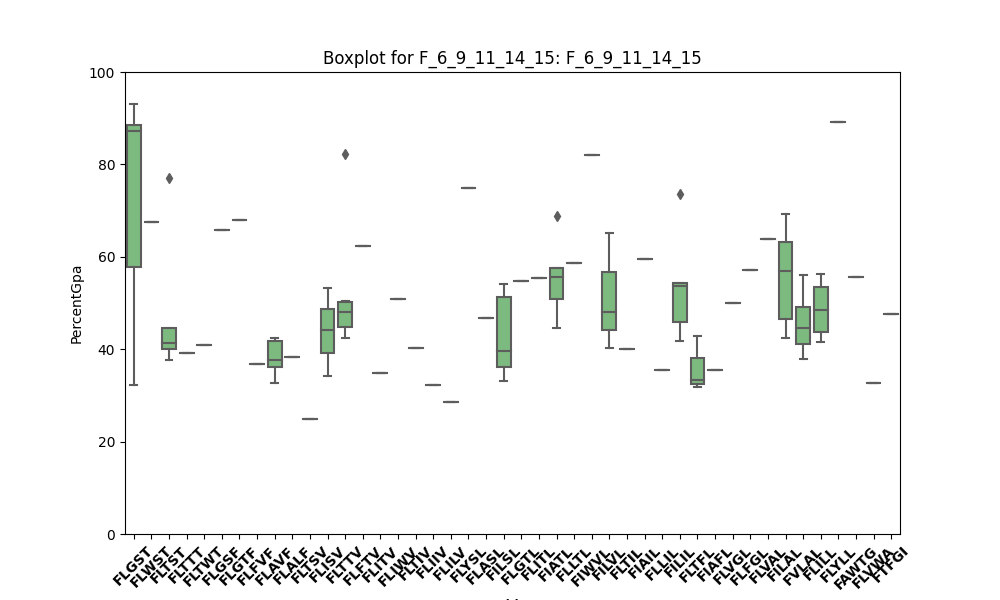 Boxplot for F_6_9_11_14_15: F_6_9_11_14_15
100
80
60
40
20
0
PercentGpa
FLGST
FLWST
FLIST
FLTTT
FLTWT
FLGSF
FLGTF
FLFVF
FLAVF
FLALF
FLTSV
FLISV
FLTTV
FLFTV
FLITV
FLIWV
FLTIV
FLIIV
FLILV
FLYSL
FLASL
FILSL
FLGTL
FLITL
FIATL
FLLTL
FIWVL
FILVL
FLTIL
FIAIL
FLLIL
FILIL
FLTFL
FIAFL
FLVGL
FLFGL
FLVAL
FILAL
FVLAL
FLILL
FLYLL
FAWTG
FLVWA
FTFGI